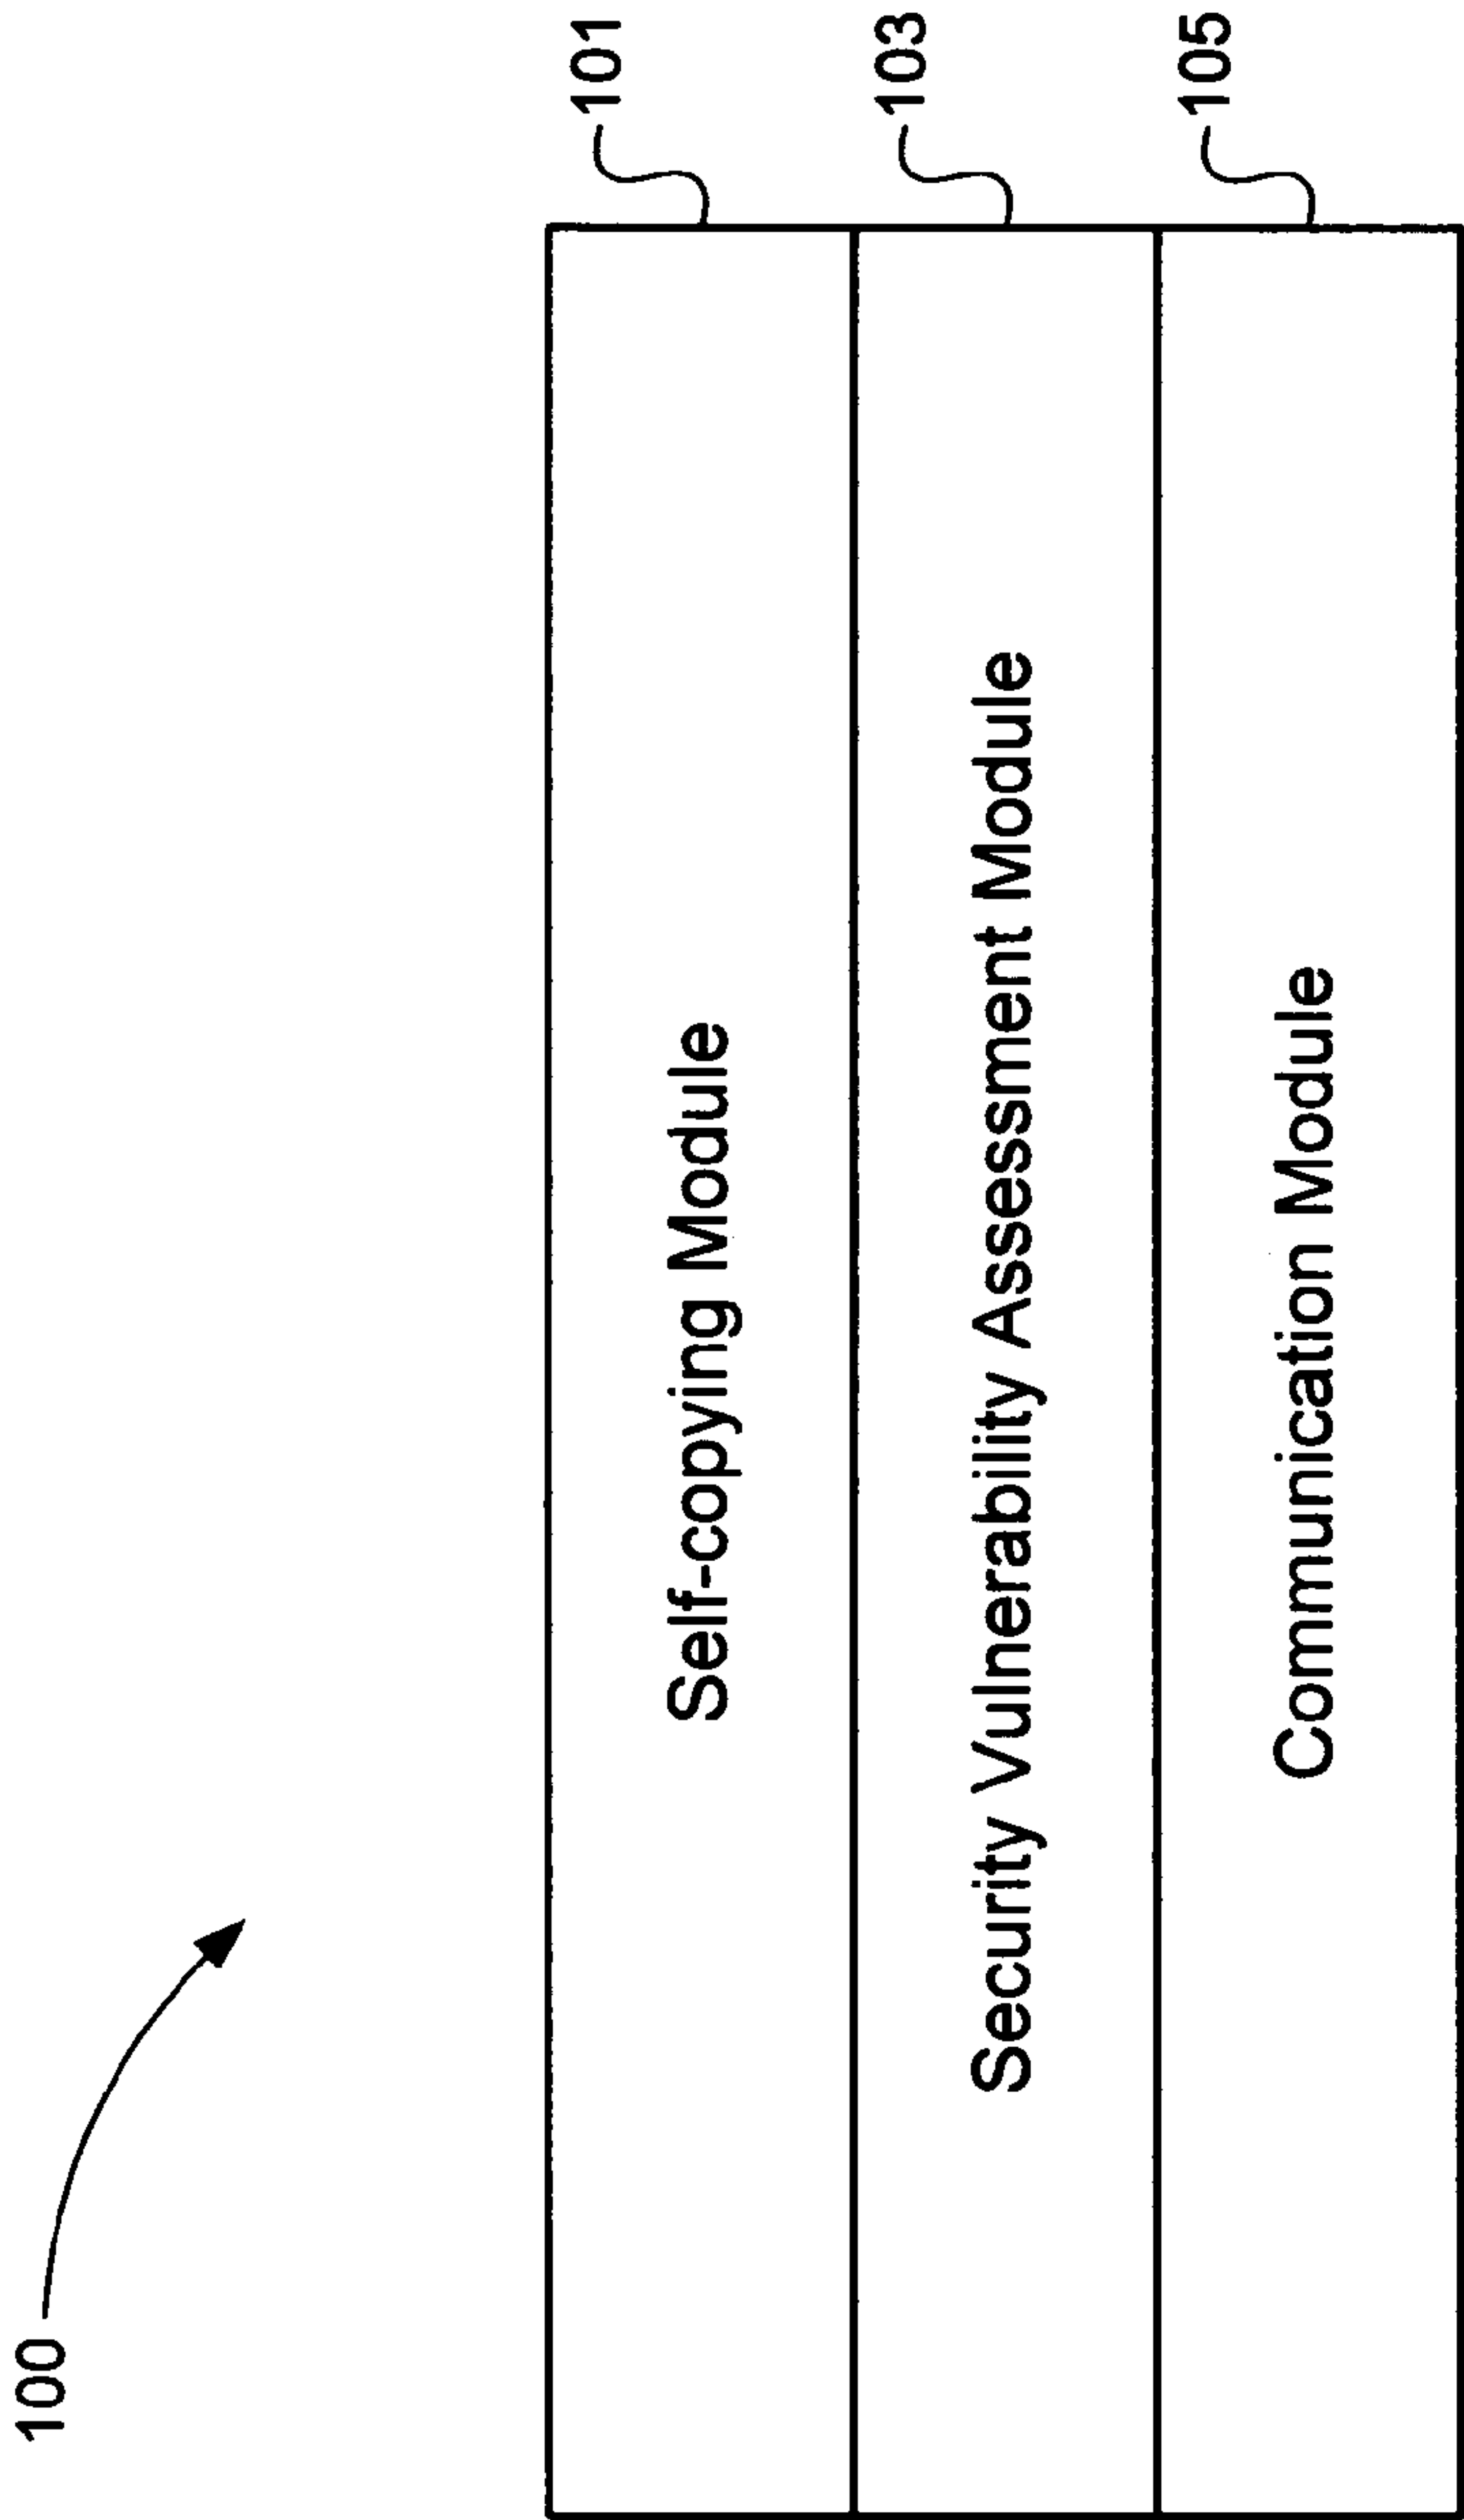 100
Self-copying Module
101
Security Vulnerability Assessment Module
103
Communication Module
105